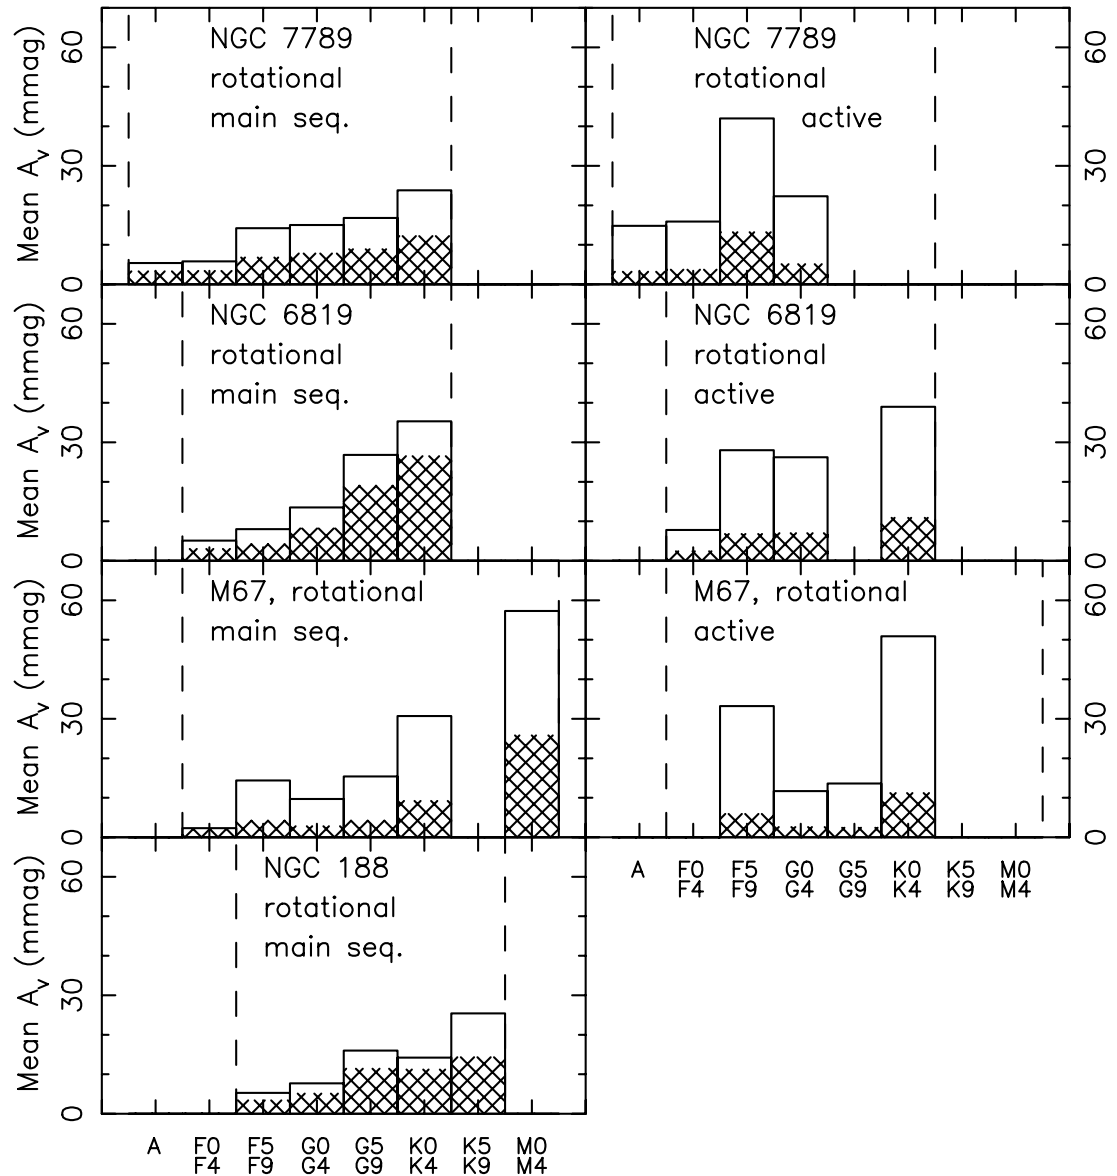 NGC 7789
rotational
main seq.
Mean Av (mmag)
0 30 60
NGC 7789
rotational
active
0 30 60
NGC 6819
rotational
main seq.
Mean Av (mmag)
0 30 60
NGC 6819
rotational
active
0 30 60
M67, rotational
main seq.
Mean Av (mmag)
0 30 60
M67, rotational
active
0 30 60
A F0 F5 G0 G5 K0 K5 M0
F4 F9 G4 G9 K4 K9 M4
NGC 188
rotational
main seq.
Mean Av (mmag)
0 30 60
A F0 F5 G0 G5 K0 K5 M0
F4 F9 G4 G9 K4 K9 M4